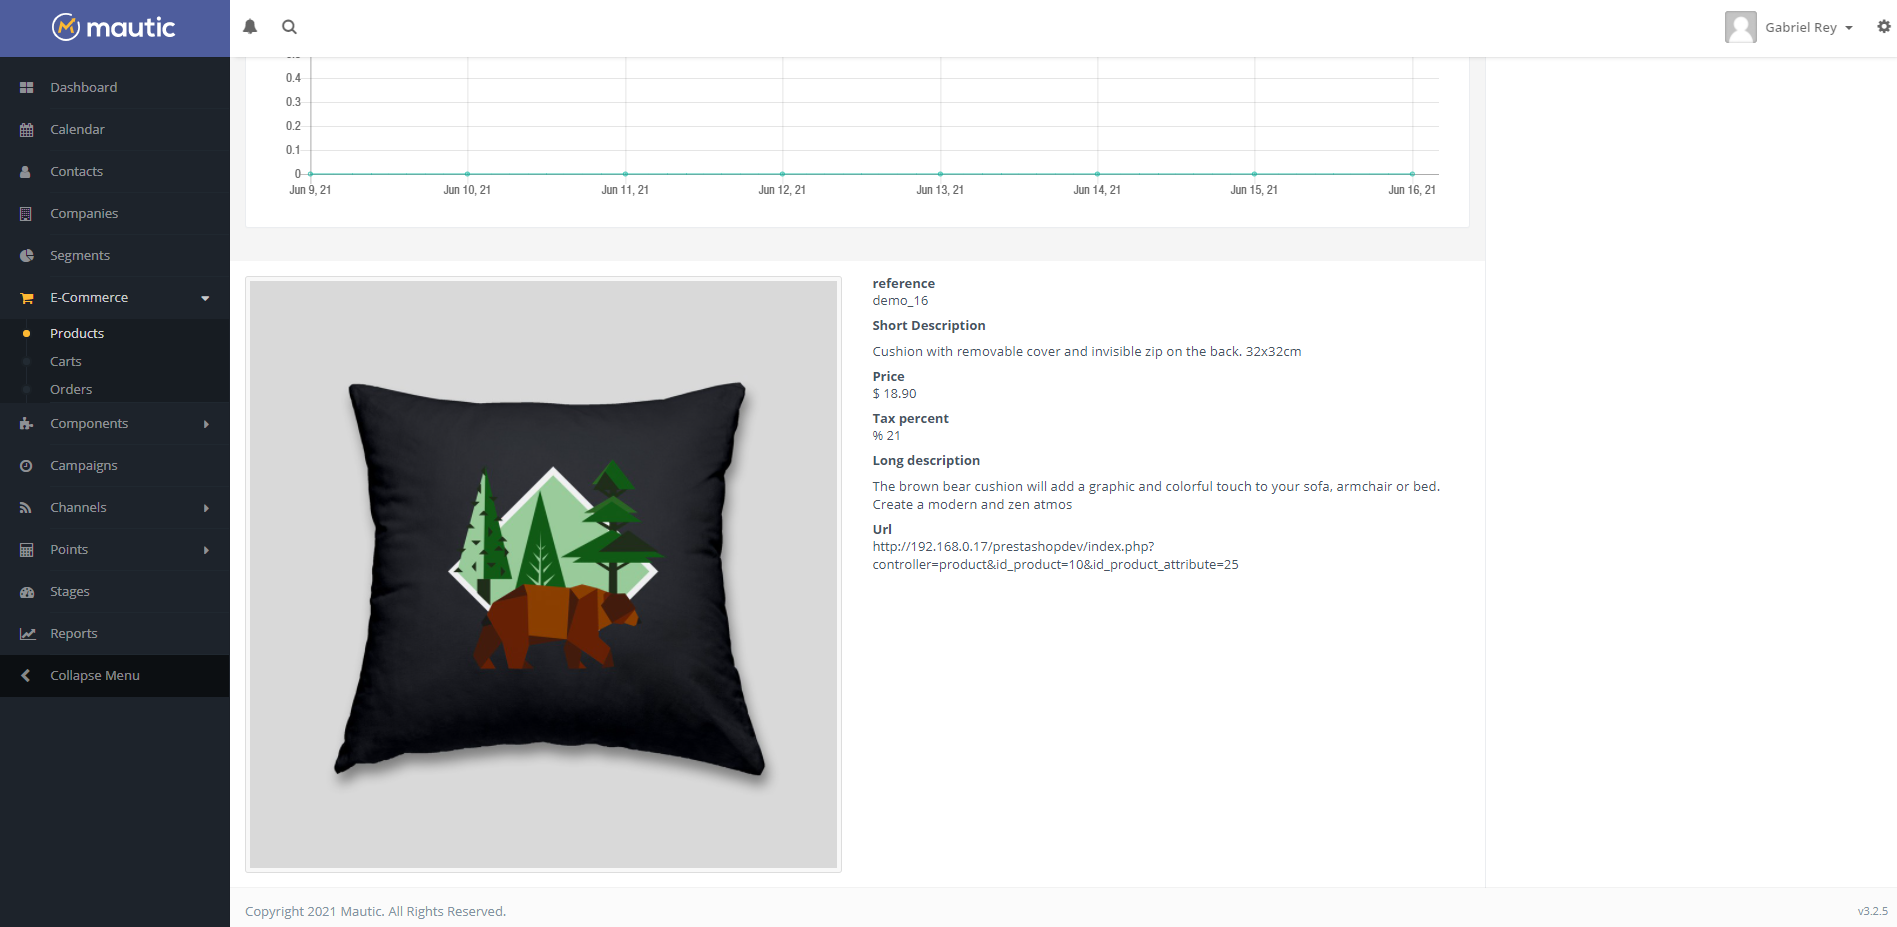 mautic
Gabriel Rey
Dashboard
Calendar
Contacts
Companies
Segments
E-Commerce
Products
Carts
Orders
Components
Campaigns
Channels
Points
Stages
Reports
Collapse Menu
0.4
0.3
0.2
0.1
0
Jun 9, 21 Jun 10, 21 Jun 11, 21 Jun 12, 21 Jun 13, 21 Jun 14, 21 Jun 15, 21 Jun 16, 21
reference
demo_16
Short Description
Cushion with removable cover and invisible zip on the back. 32x32cm
Price
$ 18.90
Tax percent
% 21
Long description
The brown bear cushion will add a graphic and colorful touch to your sofa, armchair or bed.
Create a modern and zen atmos
Url
http://192.168.0.17/prestashopdev/index.php?
controller=product&id_product=10&id_product_attribute=25
Copyright 2021 Mautic. All Rights Reserved.
v3.2.5